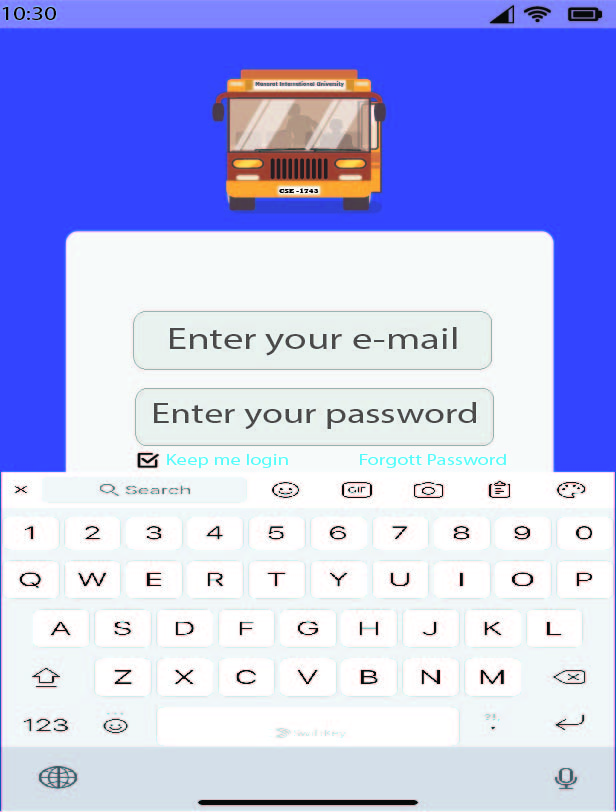 10:30
Manarat International University
CSE -1743
Enter your e-mail
Enter your password
Keep me login Forgott Password
Search GIF
1 2 3 4 5 6 7 8 9 0
Q W E R T Y U I O P
A S D F G H J K L
Z X C V B N M
123 SwiftKey ?!, .